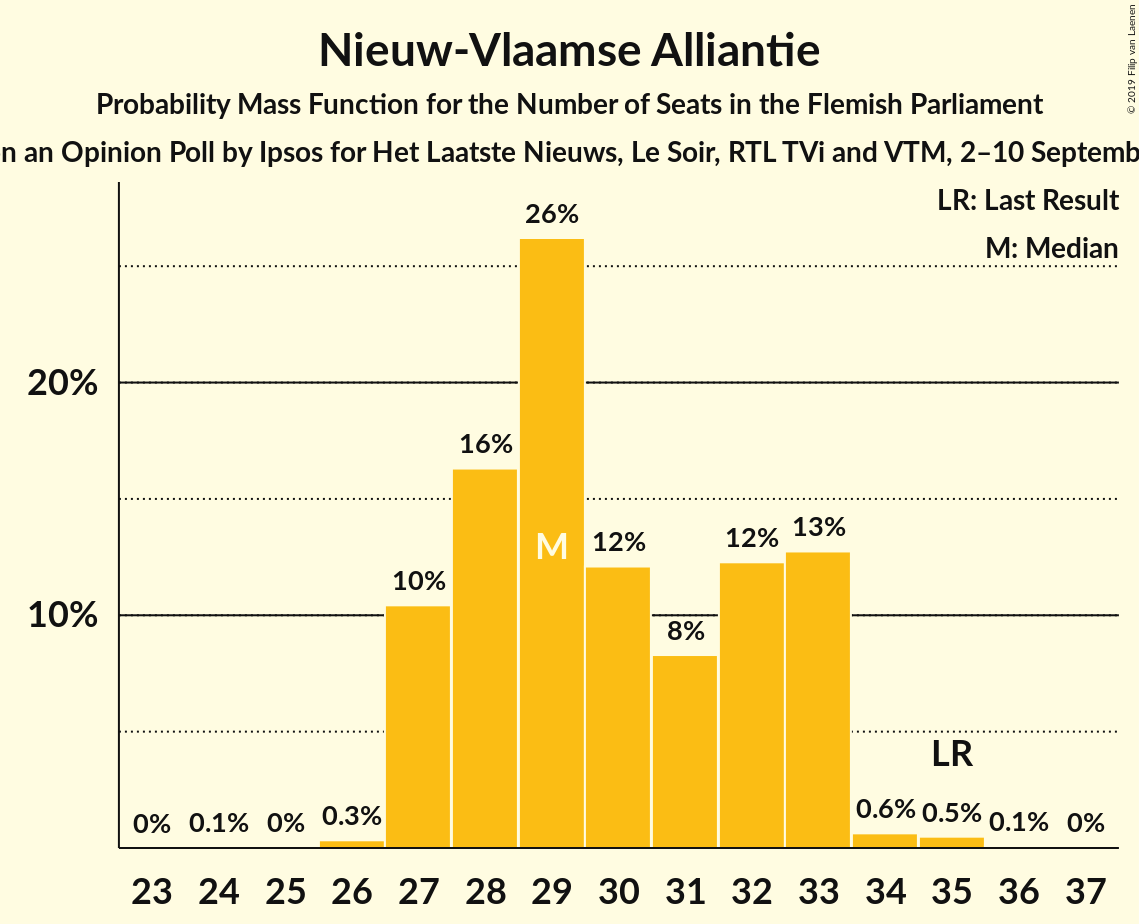 Nieuw-Vlaamse Alliantie
Probability Mass Function for the Number of Seats in the Flemish Parliament
an Opinion Poll by Ipsos for Het Laatste Nieuws, Le Soir, RTL TVi and VTM, 2–10
LR: Last Result
M: Median
© 2019 Filip van Laenen
26%
20%
16%
M
12%
12%
13%
10%
10%
8%
LR
0%
0.1%
0%
0.3%
0.6%
0.5%
0.1%
0%
23 24 25 26 27 28 29 30 31 32 33 34 35 36 37